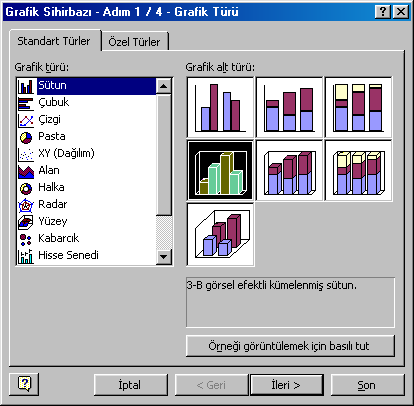 Grafik Sihirbazı - Adım 1 / 4 - Grafik Türü
Standart Türler
Özel Türler
Grafik türü:
Sütun
Çubuk
Çizgi
Pasta
XY (Dağılım)
Alan
Halka
Radar
Yüzey
Kabarcık
Hisse Senedi
Grafik alt türü:
3-B görsel efektli kümelenmiş sütun.
Örneği görüntülemek için basılı tut
İptal
< Geri
İleri >
Son